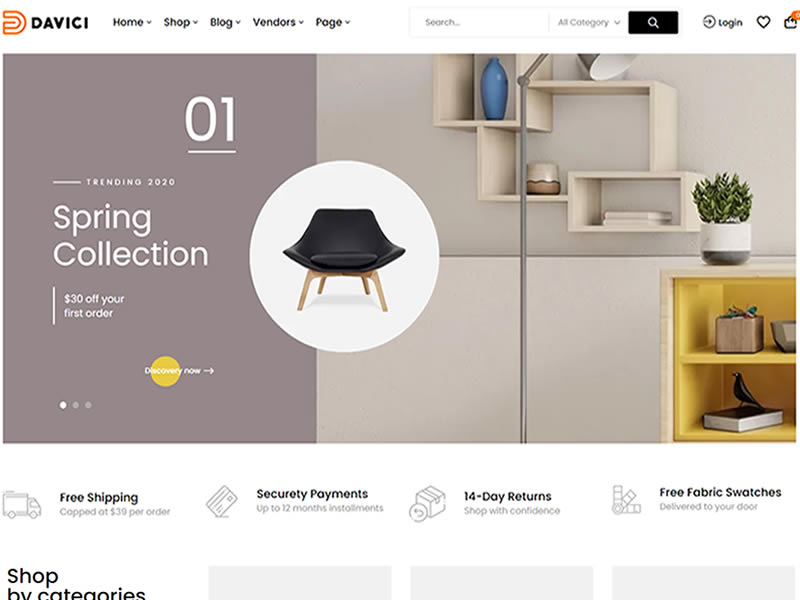 DAVICI
Home
Shop
Blog
Vendors
Page
Search...
All Category
Login
01
TRENDING 2020
Spring
Collection
$30 off your
first order
Discovery now
Free Shipping
Capped at $39 per order
Securety Payments
Up to 12 months installments
14-Day Returns
Shop with confidence
Free Fabric Swatches
Delivered to your door
Shop
by categories